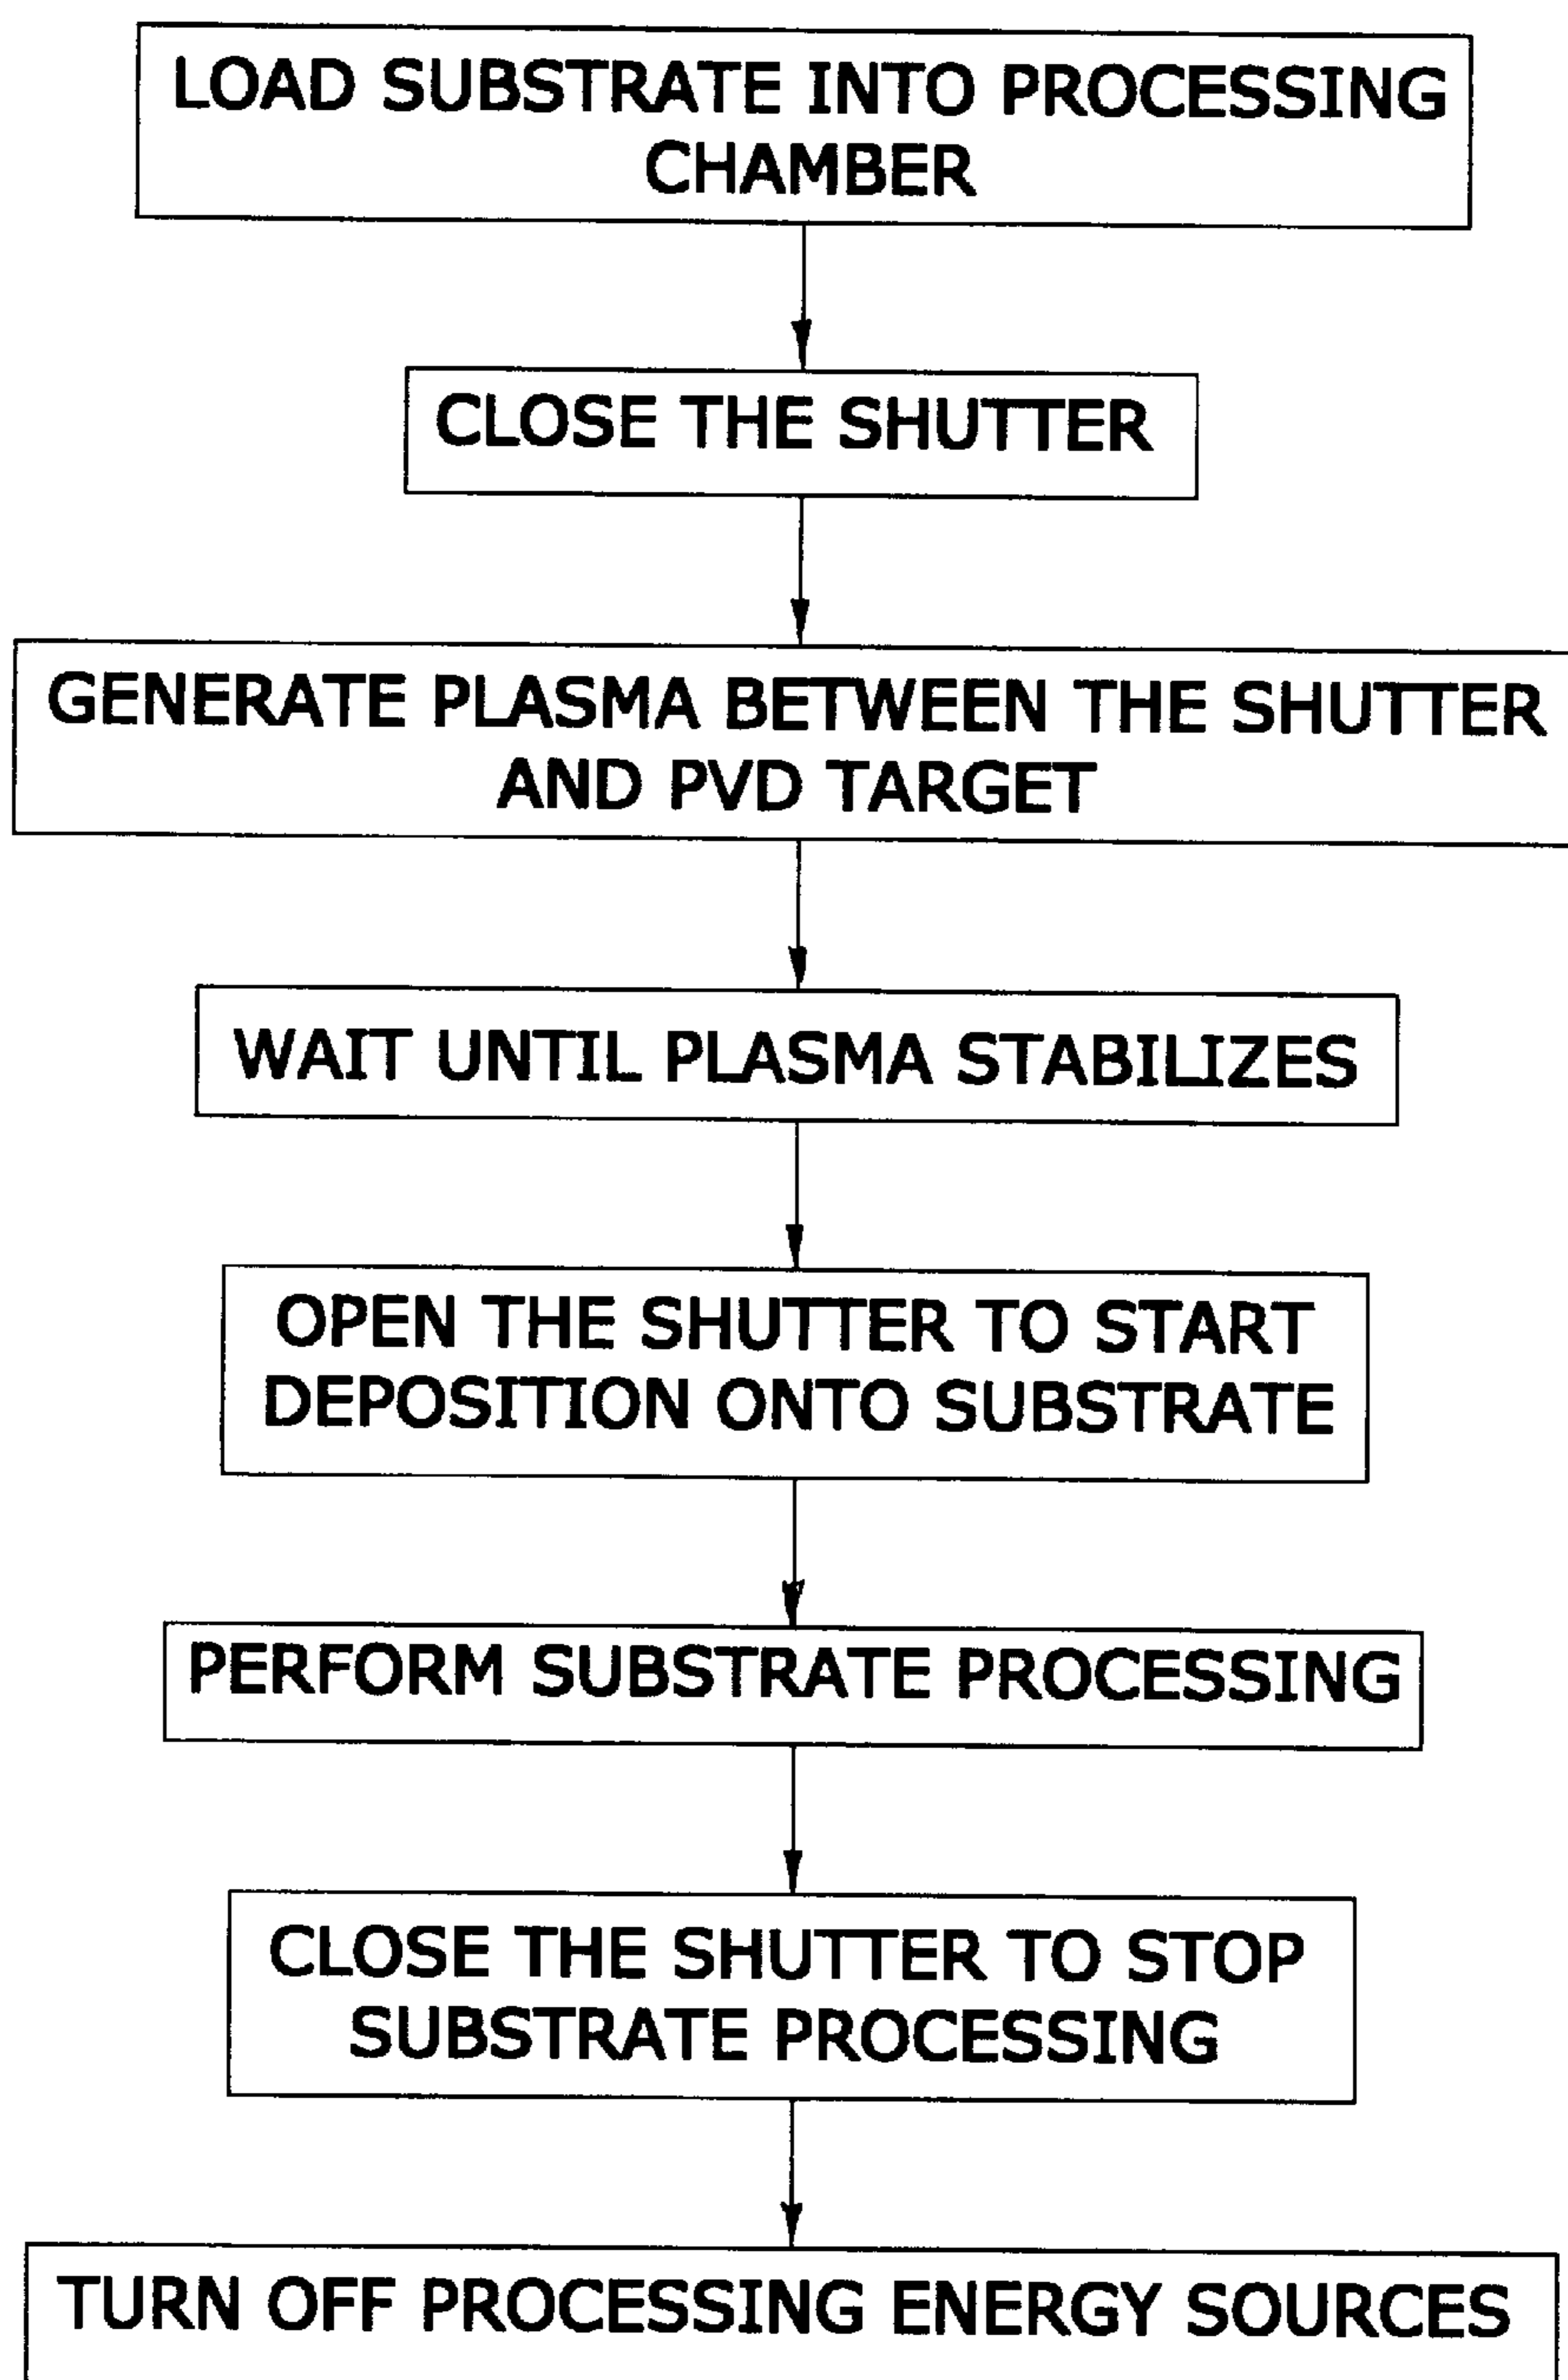 LOAD SUBSTRATE INTO PROCESSING
CHAMBER
CLOSE THE SHUTTER
GENERATE PLASMA BETWEEN THE SHUTTER
AND PVD TARGET
WAIT UNTIL PLASMA STABILIZES
OPEN THE SHUTTER TO START
DEPOSITION ONTO SUBSTRATE
PERFORM SUBSTRATE PROCESSING
CLOSE THE SHUTTER TO STOP
SUBSTRATE PROCESSING
TURN OFF PROCESSING ENERGY SOURCES